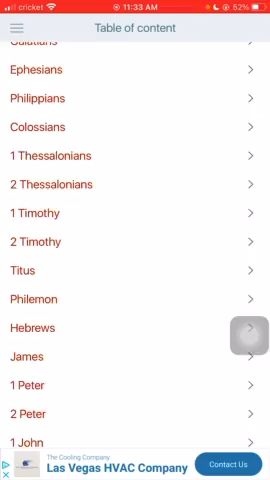 cricket 11:33 AM 52%
Table of content
Galatians
Ephesians
Philippians
Colossians
1 Thessalonians
2 Thessalonians
1 Timothy
2 Timothy
Titus
Philemon
Hebrews
James
1 Peter
2 Peter
1 John
The Cooling Company
Las Vegas HVAC Company
Contact Us